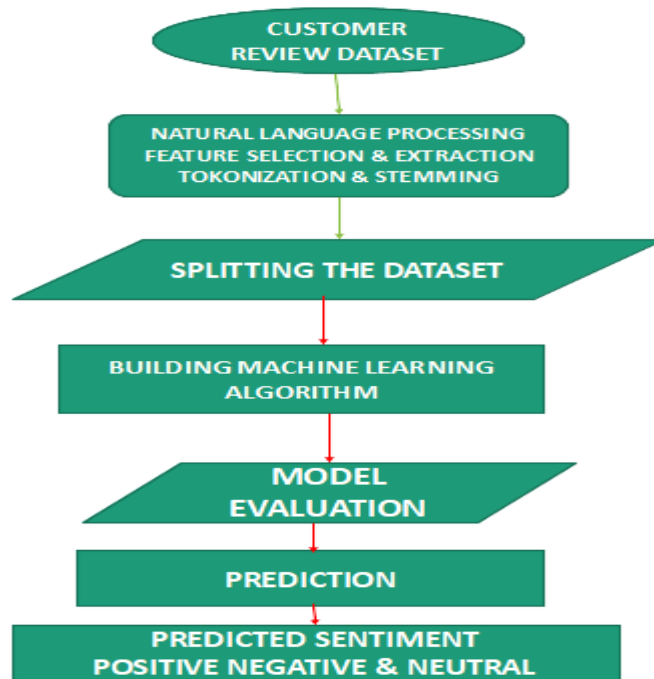 CUSTOMER
REVIEW DATASET
NATURAL LANGUAGE PROCESSING
FEATURE SELECTION & EXTRACTION
TOKONIZATION & STEMMING
SPLITTING THE DATASET
BUILDING MACHINE LEARNING
ALGORITHM
MODEL
EVALUATION
PREDICTION
PREDICTED SENTIMENT
POSITIVE NEGATIVE & NEUTRAL